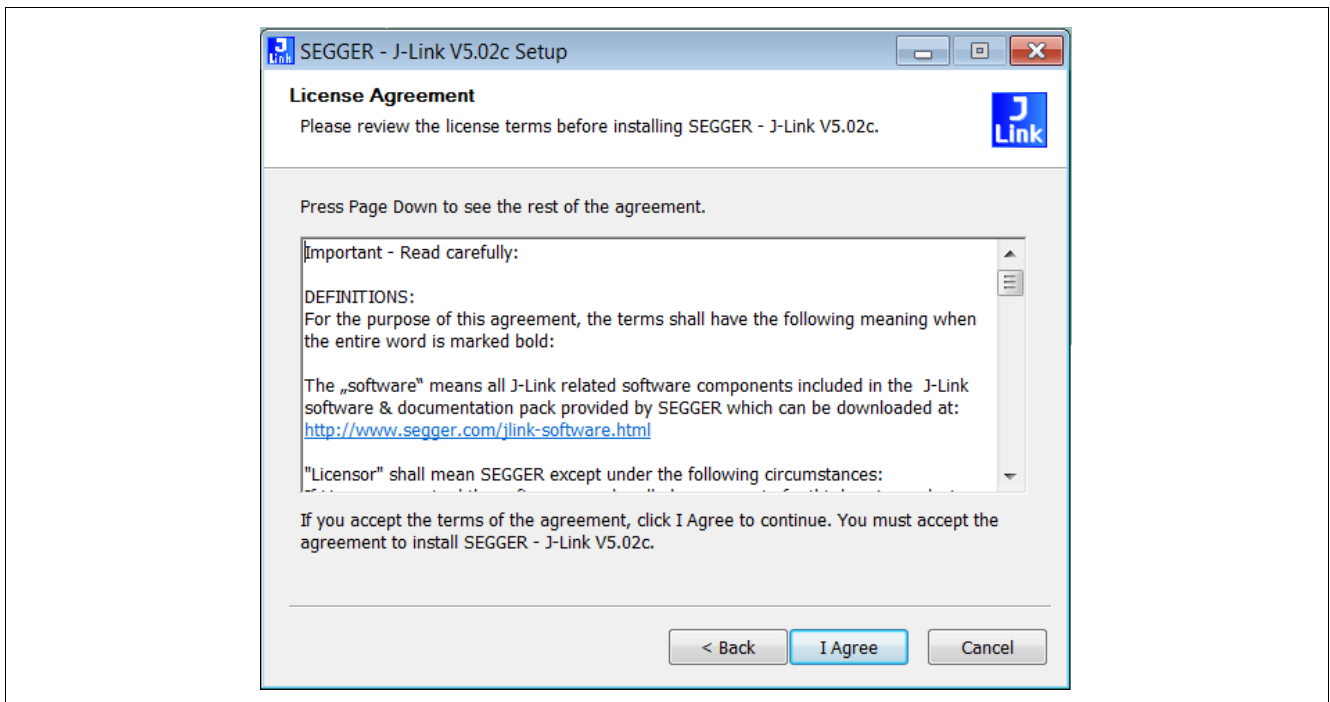 SEGGER - J-Link V5.02c Setup
License Agreement
Please review the license terms before installing SEGGER - J-Link V5.02c.
J
Link
Press Page Down to see the rest of the agreement.
Important - Read carefully:
DEFINITIONS:
For the purpose of this agreement, the terms shall have the following meaning when
the entire word is marked bold:
The „software“ means all J-Link related software components included in the  J-Link
software & documentation pack provided by SEGGER which can be downloaded at:
http://www.segger.com/jlink-software.html
"Licensor" shall mean SEGGER except under the following circumstances:
If you accept the terms of the agreement, click I Agree to continue. You must accept the
agreement to install SEGGER - J-Link V5.02c.
< Back
I Agree
Cancel